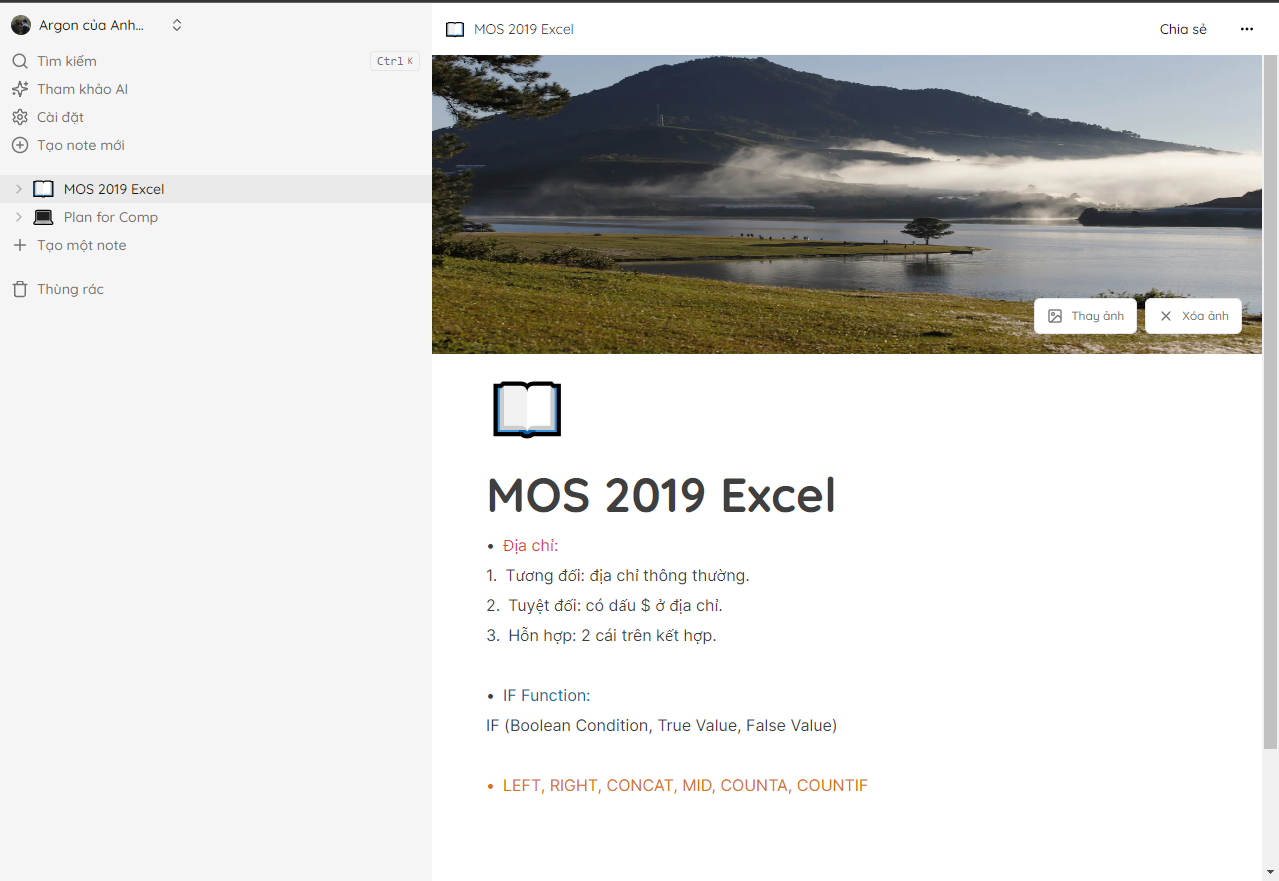 Argon của Anh...
Tìm kiếm
Ctrl K
Tham khảo AI
Cài đặt
Tạo note mới
MOS 2019 Excel
Plan for Comp
Tạo một note
Thùng rác
MOS 2019 Excel
Chia sẻ
Thay ảnh
Xóa ảnh
MOS 2019 Excel
• Địa chỉ:
1. Tương đối: địa chỉ thông thường.
2. Tuyệt đối: có dấu $ ở địa chỉ.
3. Hỗn hợp: 2 cái trên kết hợp.
• IF Function:
IF (Boolean Condition, True Value, False Value)
• LEFT, RIGHT, CONCAT, MID, COUNTA, COUNTIF